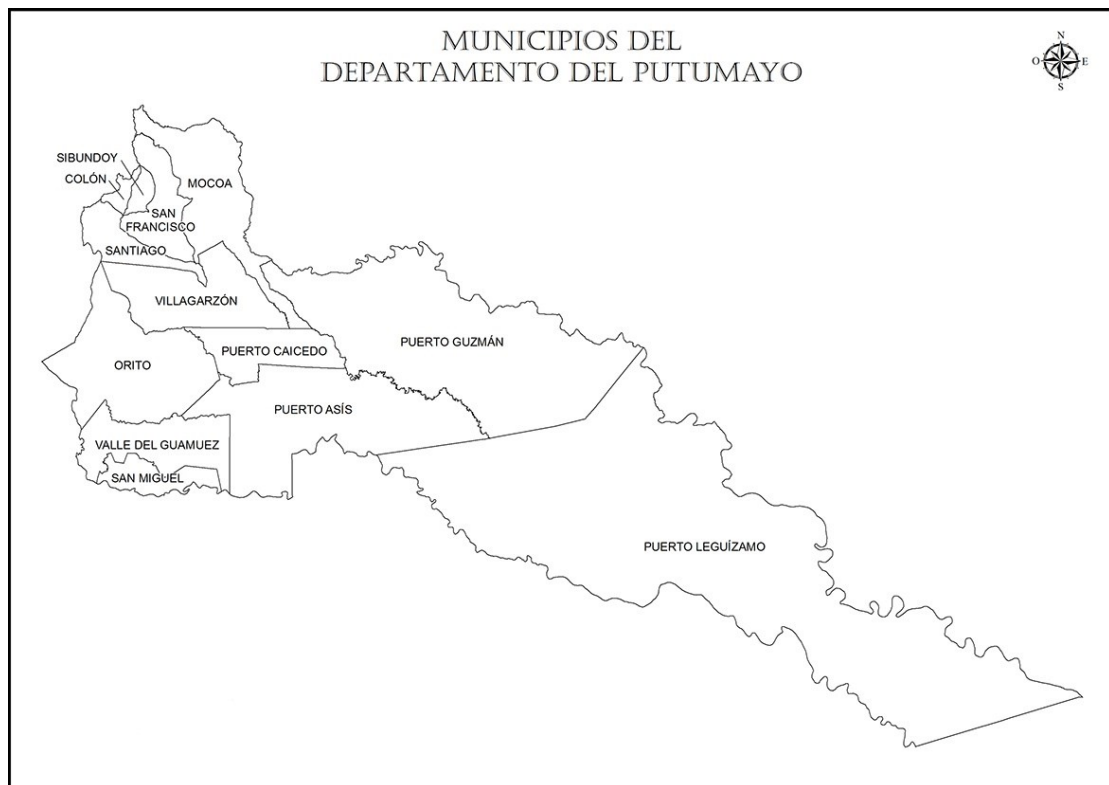 MUNICIPIOS DEL
DEPARTAMENTO DEL PUTUMAYO
N
O
E
S
SIBUNDOY
COLÓN
MOCOA
SAN
FRANCISCO
SANTIAGO
VILLAGARZÓN
PUERTO CAICEDO
PUERTO GUZMÁN
ORITO
PUERTO ASÍS
VALLE DEL GUAMUEZ
SAN MIGUEL
PUERTO LEGUÍZAMO